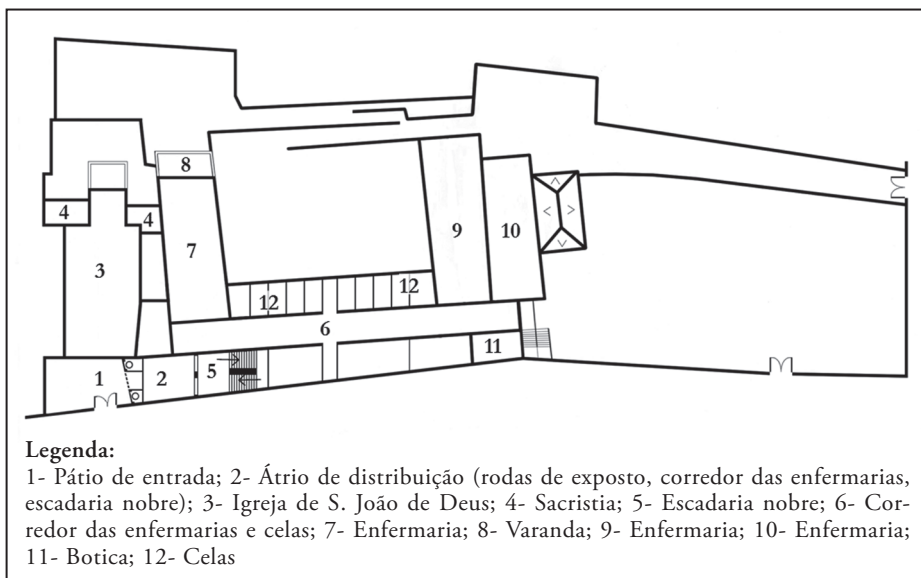 8
4
4
7
9
10
3
12
12
6
11
1
2
5
Legenda:
1- Pátio de entrada; 2- Átrio de distribuição (rodas de exposto, corredor das enfermarias,
escadaria nobre); 3- Igreja de S. João de Deus; 4- Sacristia; 5- Escadaria nobre; 6- Cor-
redor das enfermarias e celas; 7- Enfermaria; 8- Varanda; 9- Enfermaria; 10- Enfermaria;
11- Botica; 12- Celas